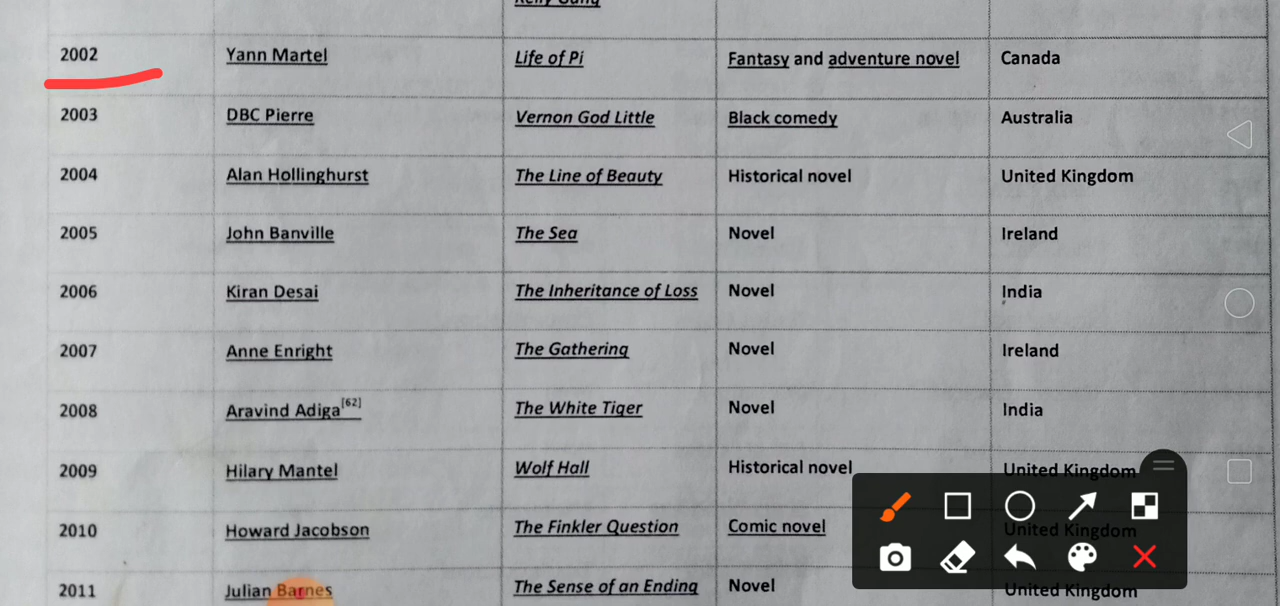 Kelly Gang
2002 Yann Martel Life of Pi Fantasy and adventure novel Canada
2003 DBC Pierre Vernon God Little Black comedy Australia
2004 Alan Hollinghurst The Line of Beauty Historical novel United Kingdom
2005 John Banville The Sea Novel Ireland
2006 Kiran Desai The Inheritance of Loss Novel India
2007 Anne Enright The Gathering Novel Ireland
2008 Aravind Adiga[62] The White Tiger Novel India
2009 Hilary Mantel Wolf Hall Historical novel United Kingdom
2010 Howard Jacobson The Finkler Question Comic novel United Kingdom
2011 Julian Barnes The Sense of an Ending Novel United Kingdom